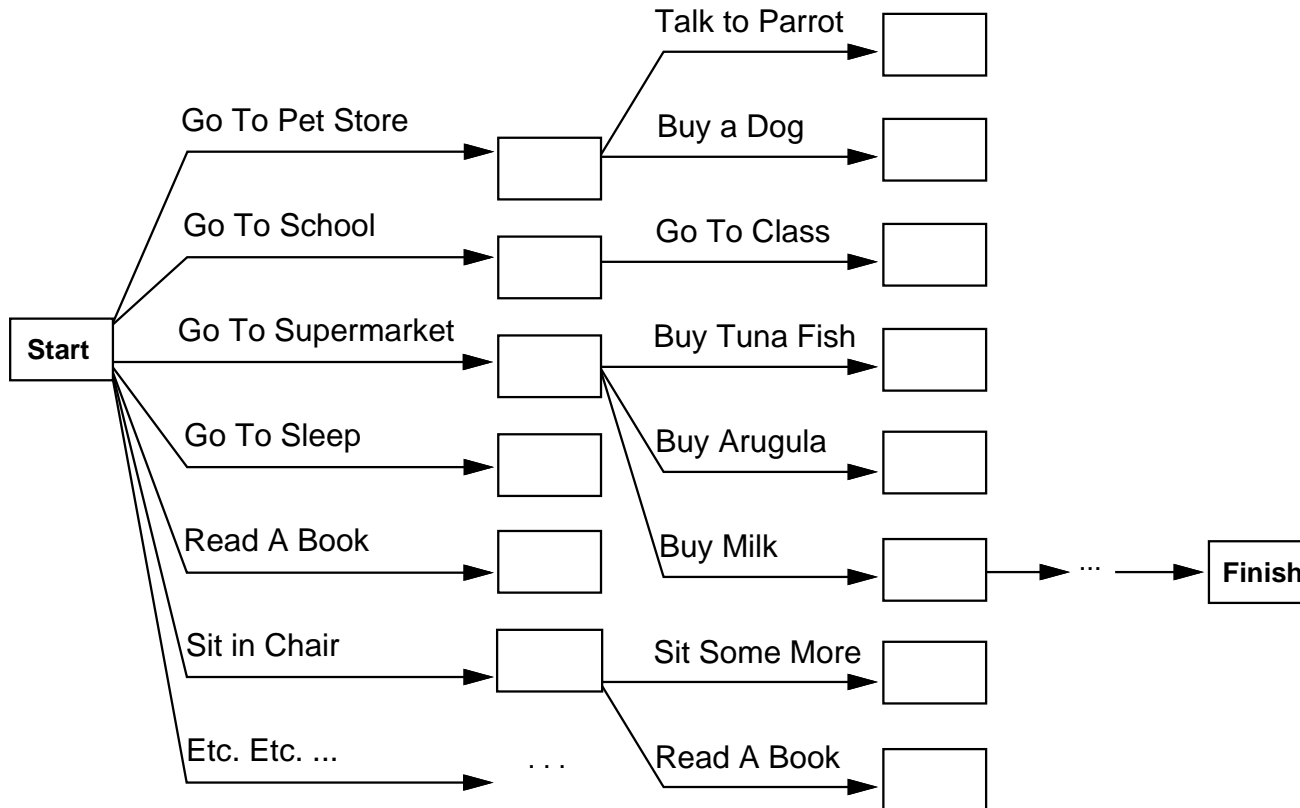 Talk to Parrot
Go To Pet Store
Buy a Dog
Go To School
Go To Class
Start
Go To Supermarket
Buy Tuna Fish
Go To Sleep
Buy Arugula
Read A Book
Buy Milk
...
Finish
Sit in Chair
Sit Some More
Etc. Etc. ...
. . .
Read A Book